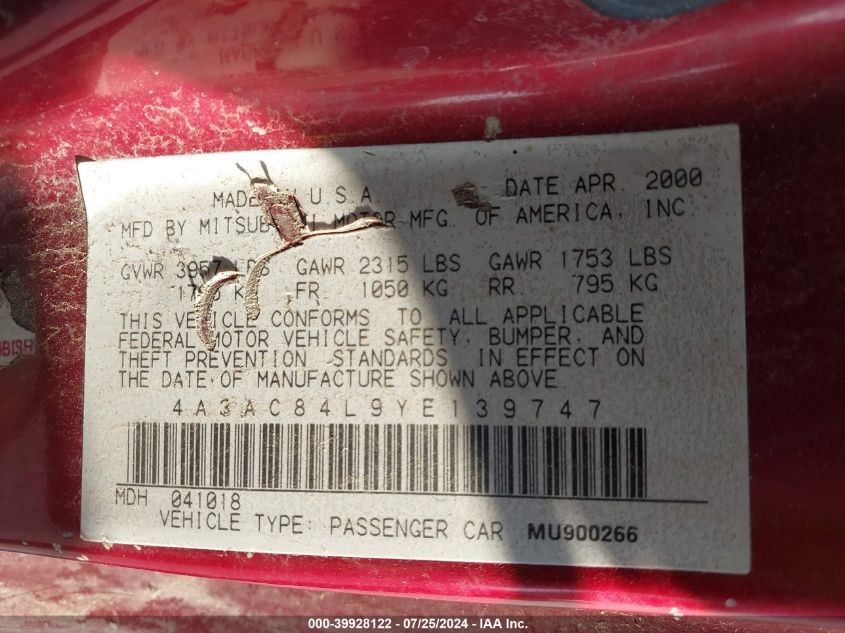 MADE U.S.A. DATE APR. 2000
MFD BY MITSUB MOTOR MFG. OF AMERICA, INC
GVWR LBS GAWR 2315 LBS GAWR 1753 LBS
KG FR 1050 KG RR 795 KG
THIS VEHICLE CONFORMS TO ALL APPLICABLE
FEDERAL MOTOR VEHICLE SAFETY, BUMPER, AND
THEFT PREVENTION STANDARDS IN EFFECT ON
THE DATE OF MANUFACTURE SHOWN ABOVE
4A3AC84L9YE139747
MDH 041018
VEHICLE TYPE: PASSENGER CAR MU900266
000-39928122 - 07/25/2024 - IAA Inc.